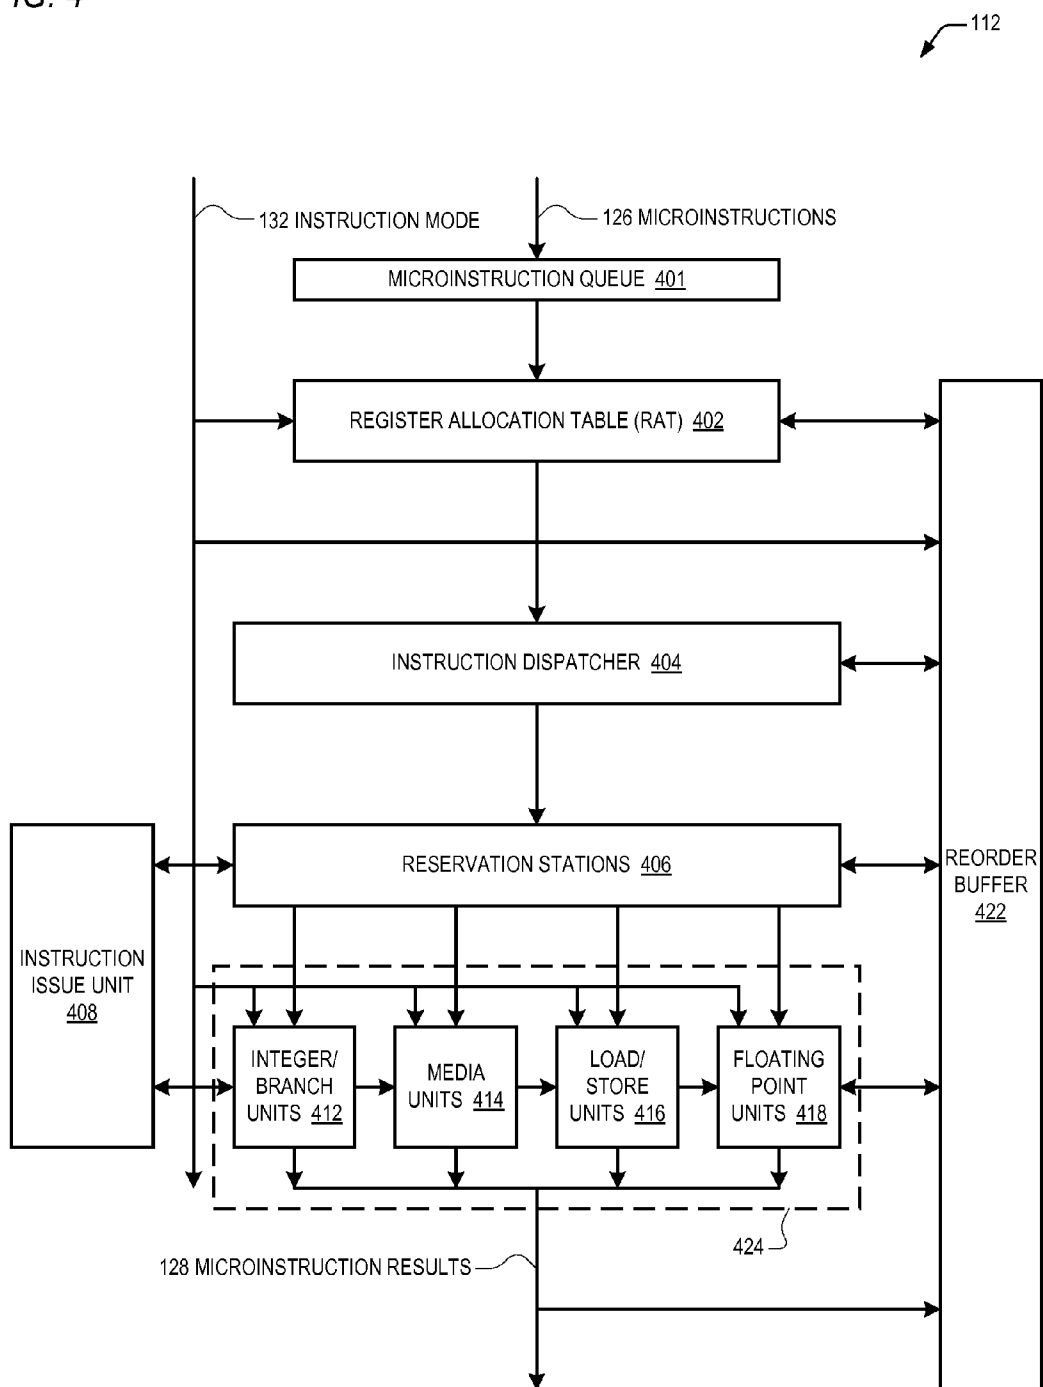 IG. 4
112
132 INSTRUCTION MODE
126 MICROINSTRUCTIONS
MICROINSTRUCTION QUEUE 401
REGISTER ALLOCATION TABLE (RAT) 402
INSTRUCTION DISPATCHER 404
RESERVATION STATIONS 406
REORDER
BUFFER
422
INSTRUCTION
ISSUE UNIT
408
INTEGER/
BRANCH
UNITS 412
MEDIA
UNITS 414
LOAD/
STORE
UNITS 416
FLOATING
POINT
UNITS 418
424
128 MICROINSTRUCTION RESULTS